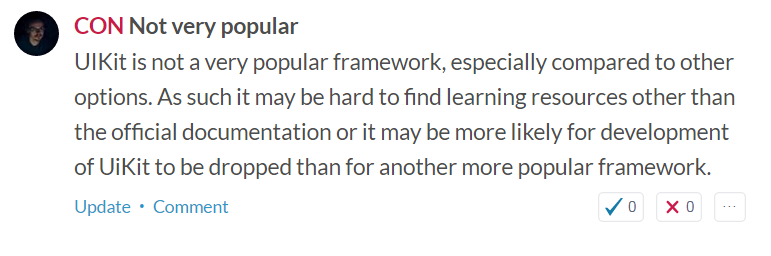 CON Not very popular
UIKit is not a very popular framework, especially compared to other
options. As such it may be hard to find learning resources other than
the official documentation or it may be more likely for development
of UiKit to be dropped than for another more popular framework.
Update • Comment 0 0 ...